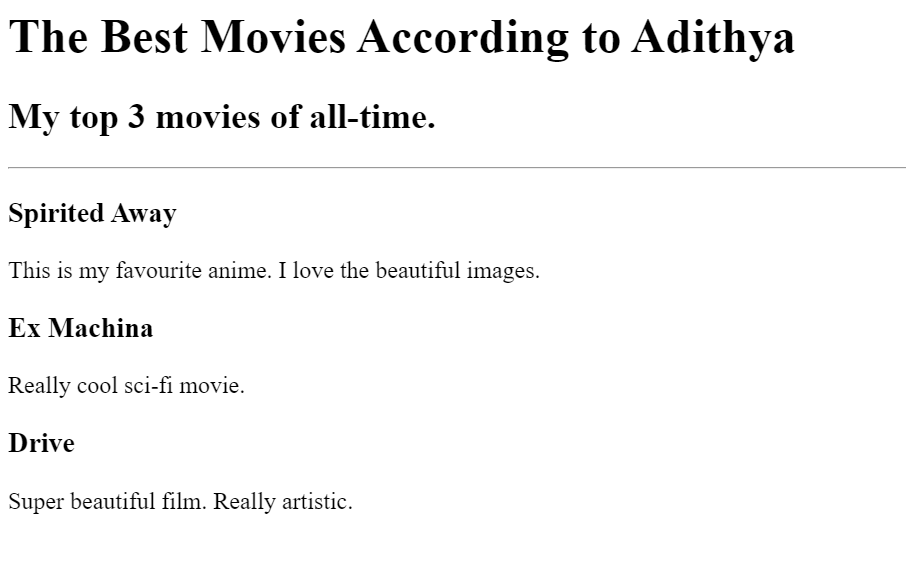 The Best Movies According to Adithya
My top 3 movies of all-time.
Spirited Away
This is my favourite anime. I love the beautiful images.
Ex Machina
Really cool sci-fi movie.
Drive
Super beautiful film. Really artistic.